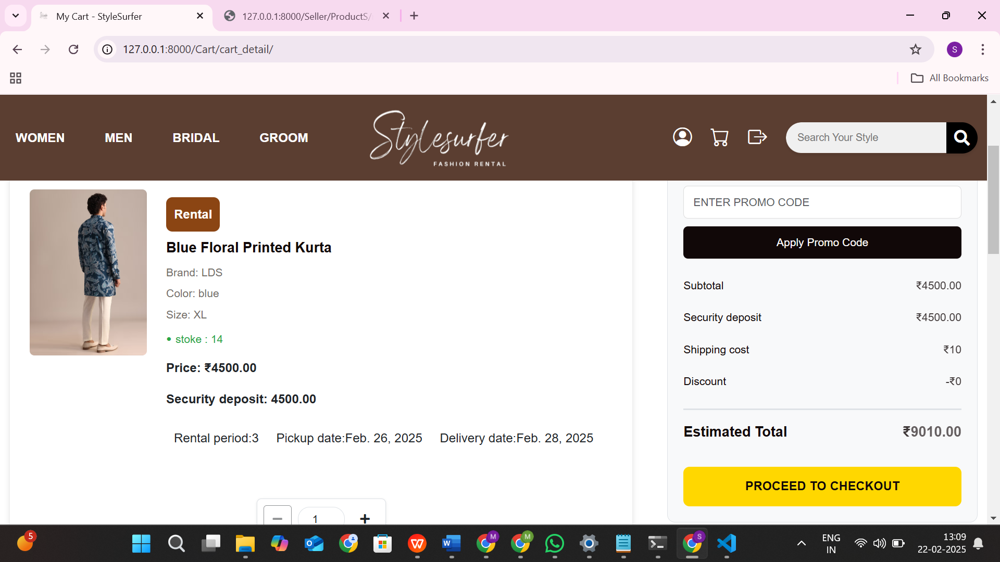 My Cart - StyleSurfer
127.0.0.1:8000/Seller/ProductS/
127.0.0.1:8000/Cart/cart_detail/
S
All Bookmarks
WOMEN
MEN
BRIDAL
GROOM
Stylesurfer
FASHION RENTAL
Search Your Style
Rental
Blue Floral Printed Kurta
Brand: LDS
Color: blue
Size: XL
• stoke : 14
Price: ₹4500.00
Security deposit: 4500.00
Rental period:3 Pickup date:Feb. 26, 2025 Delivery date:Feb. 28, 2025
− 1 +
ENTER PROMO CODE
Apply Promo Code
Subtotal ₹4500.00
Security deposit ₹4500.00
Shipping cost ₹10
Discount -₹0
Estimated Total ₹9010.00
PROCEED TO CHECKOUT
5
W
M
M
S
ENG
IN
13:09
22-02-2025